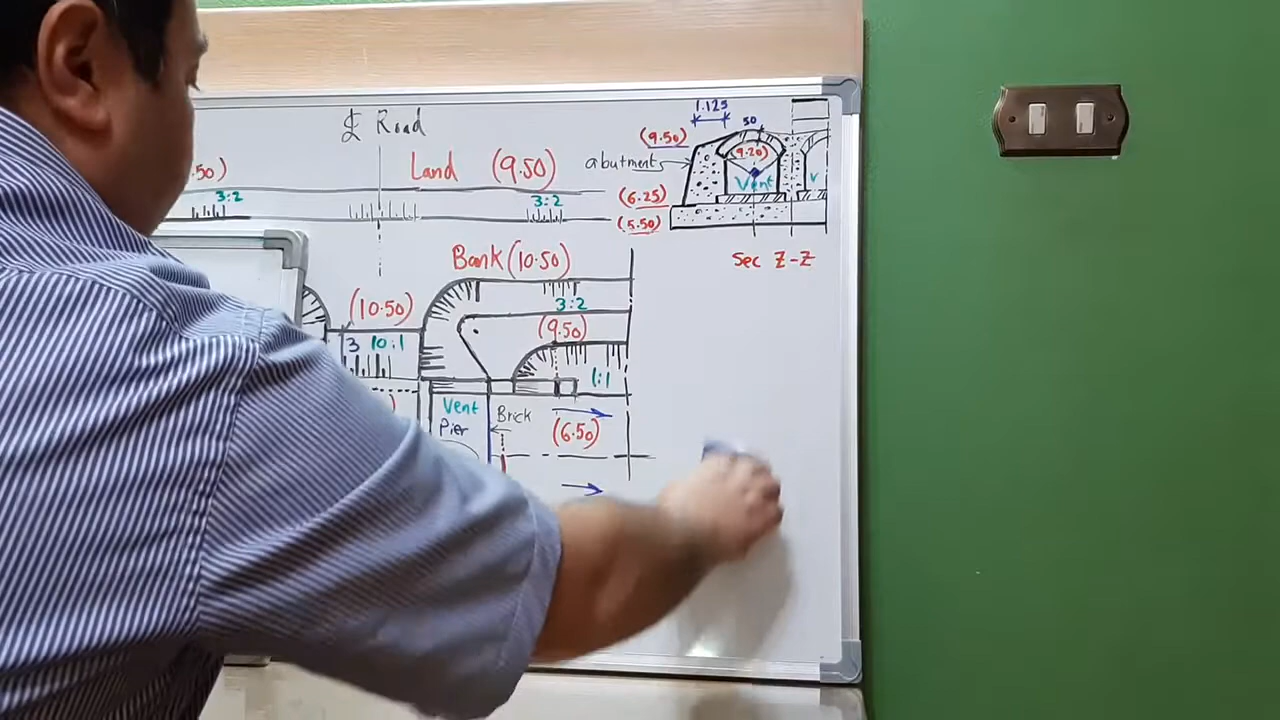 ℄ Road
1.125
50
.50)
Land (9.50)
(9.50)
(9.20)
abutment
Vent
v
3:2
3:2
(6.25)
(5.50)
Bank (10.50)
Sec Z-Z
3:2
(10.50)
(9.50)
3 10:1
1:1
Vent
Pier
Brick
(6.50)
)